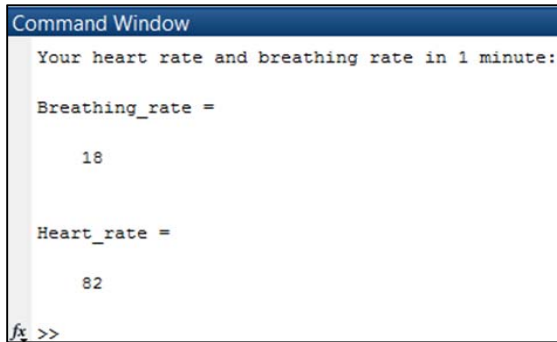 Command Window
Your heart rate and breathing rate in 1 minute:
Breathing_rate =
18
Heart_rate =
82
fx >>